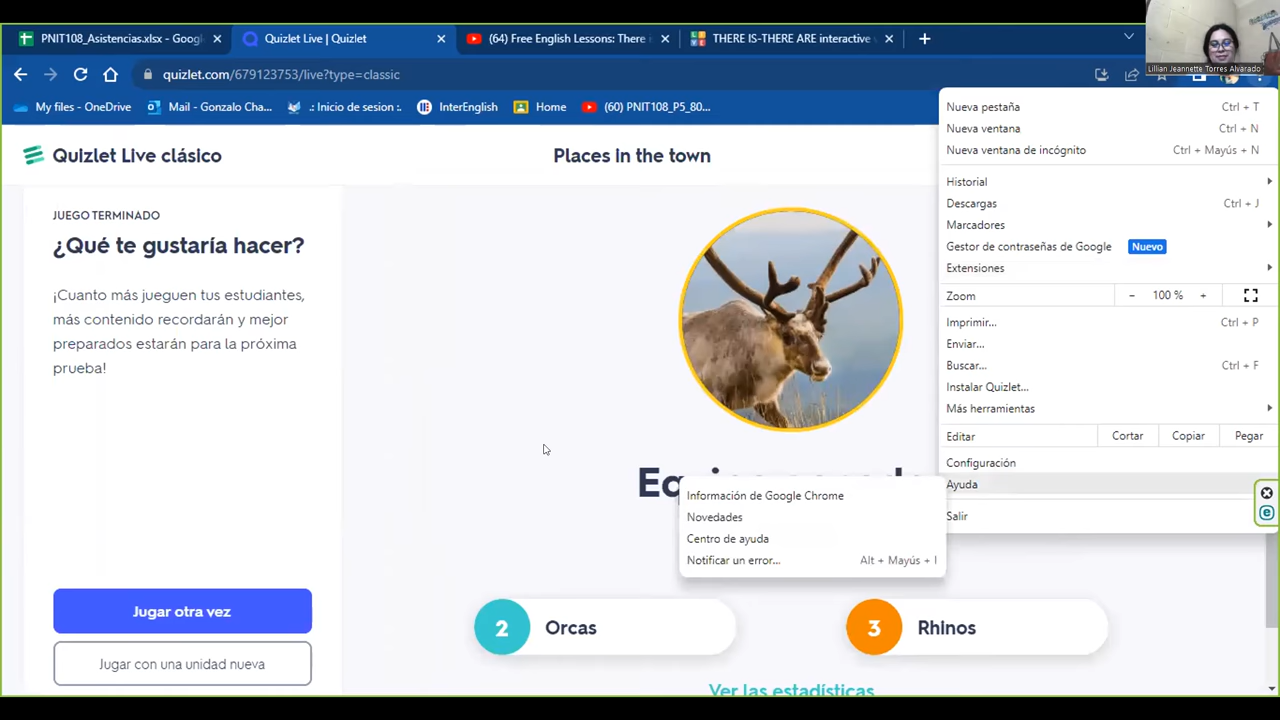 PNIT108_Asistencias.xlsx - Googl
Quizlet Live | Quizlet
(64) Free English Lessons: There i
THERE IS-THERE ARE interactive v
Lillian Jeannette Torres Alvarado
quizlet.com/679123753/live?type=classic
My files - OneDrive
Mail - Gonzalo Cha...
.: Inicio de sesion :.
InterEnglish
Home
(64) PNIT108_P5_80...
Quizlet Live clásico
Places in the town
JUEGO TERMINADO
¿Qué te gustaría hacer?
¡Cuanto más jueguen tus estudiantes,
más contenido recordarán y mejor
preparados estarán para la próxima
prueba!
Jugar otra vez
Jugar con una unidad nueva
2 Orcas
3 Rhinos
Ver las estadísticas
Nueva pestaña Ctrl + T
Nueva ventana Ctrl + N
Nueva ventana de incógnito Ctrl + Mayús + N
Historial
Descargas Ctrl + J
Marcadores
Gestor de contraseñas de Google Nuevo
Extensiones
Zoom − 100 % +
Imprimir... Ctrl + P
Enviar...
Buscar... Ctrl + F
Instalar Quizlet...
Más herramientas
Editar Cortar Copiar Pegar
Configuración
Ayuda
Salir
Información de Google Chrome
Novedades
Centro de ayuda
Notificar un error... Alt + Mayús + I